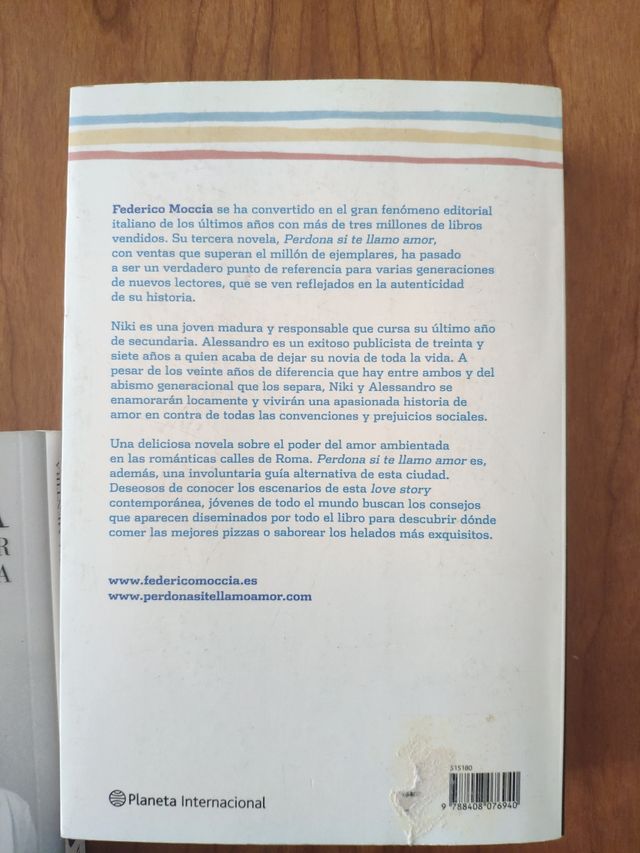 Federico Moccia se ha convertido en el gran fenómeno editorial
italiano de los últimos años con más de tres millones de libros
vendidos. Su tercera novela, Perdona si te llamo amor,
con ventas que superan el millón de ejemplares, ha pasado
a ser un verdadero punto de referencia para varias generaciones
de nuevos lectores, que se ven reflejados en la autenticidad
de su historia.
Niki es una joven madura y responsable que cursa su último año
de secundaria. Alessandro es un exitoso publicista de treinta y
siete años a quien acaba de dejar su novia de toda la vida. A
pesar de los veinte años de diferencia que hay entre ambos y del
abismo generacional que los separa, Niki y Alessandro se
enamorarán locamente y vivirán una apasionada historia de
amor en contra de todas las convenciones y prejuicios sociales.
Una deliciosa novela sobre el poder del amor ambientada
en las románticas calles de Roma. Perdona si te llamo amor es,
además, una involuntaria guía alternativa de esta ciudad.
Deseosos de conocer los escenarios de esta love story
contemporánea, jóvenes de todo el mundo buscan los consejos
que aparecen diseminados por todo el libro para descubrir dónde
comer las mejores pizzas o saborear los helados más exquisitos.
www.federicomoccia.es
www.perdonasitellamoamor.com
Planeta Internacional
515180
9 788408 076940
A
R
A